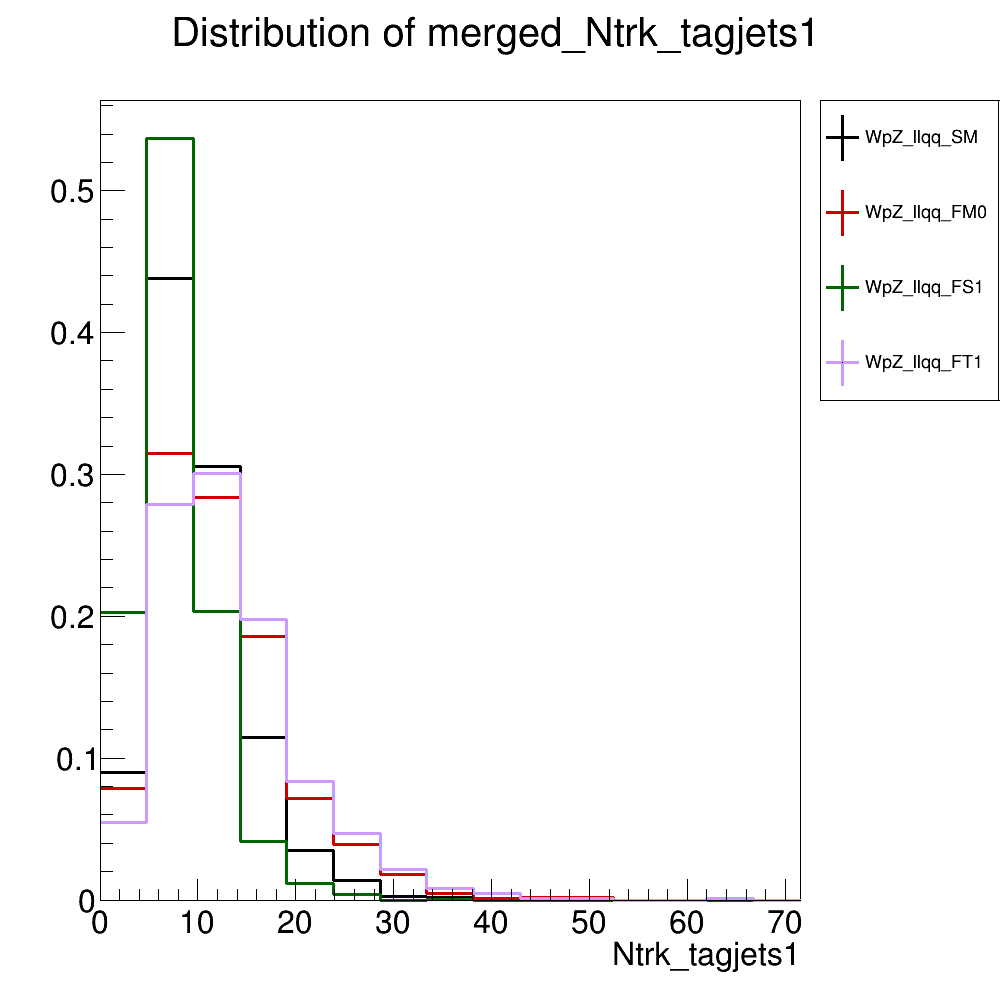 Distribution of merged_Ntrk_tagjets1
WpZ_llqq_SM
WpZ_llqq_FM0
WpZ_llqq_FS1
WpZ_llqq_FT1
0.5
0.4
0.3
0.2
0.1
0
0 10 20 30 40 50 60 70
Ntrk_tagjets1